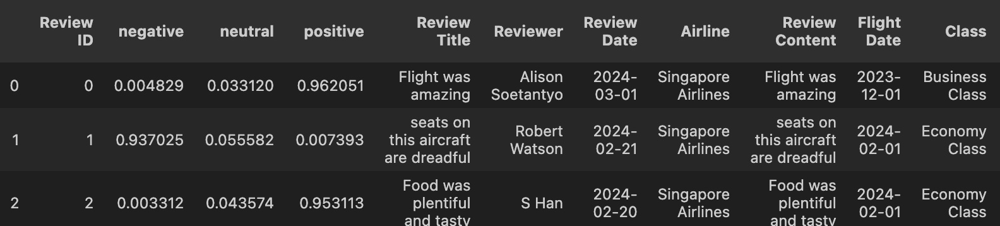 Review ID negative neutral positive Review Title Reviewer Review Date Airline Review Content Flight Date Class
0 0 0.004829 0.033120 0.962051 Flight was amazing Alison Soetantyo 2024-03-01 Singapore Airlines Flight was amazing 2023-12-01 Business Class
1 1 0.937025 0.055582 0.007393 seats on this aircraft are dreadful Robert Watson 2024-02-21 Singapore Airlines seats on this aircraft are dreadful 2024-02-01 Economy Class
2 2 0.003312 0.043574 0.953113 Food was plentiful and tasty S Han 2024-02-20 Singapore Airlines Food was plentiful and tasty 2024-02-01 Economy Class